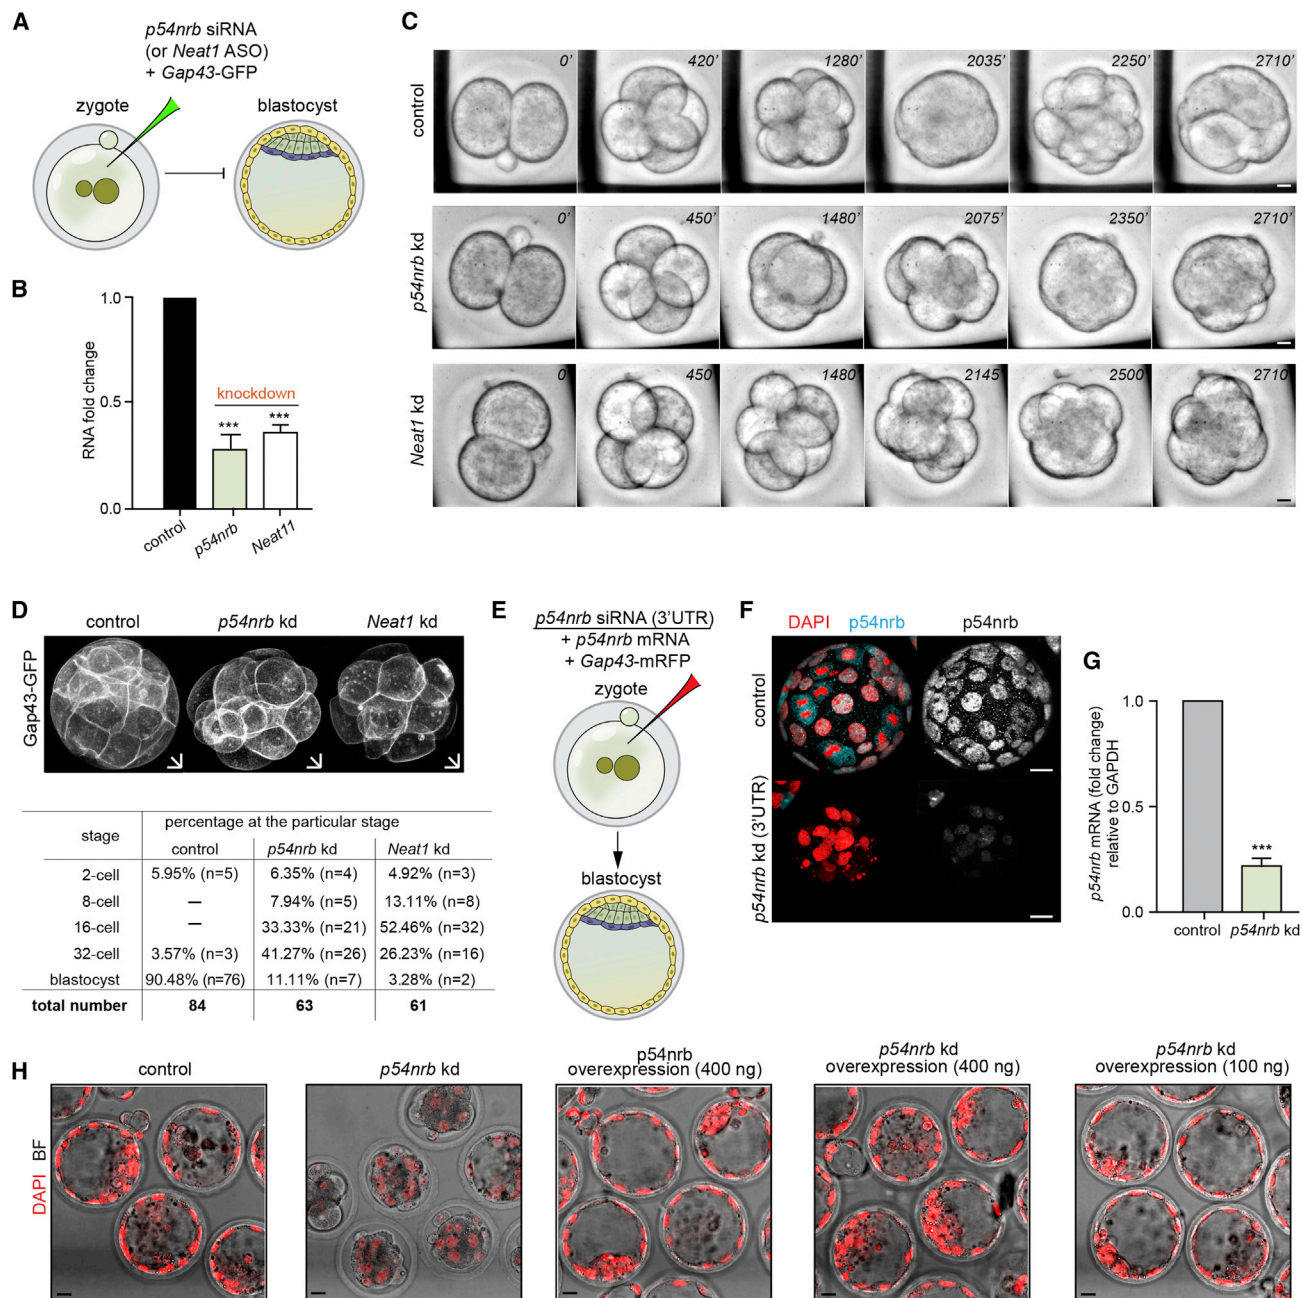 A
p54nrb siRNA
(or Neat1 ASO)
+ Gap43-GFP
zygote
blastocyst
B
RNA fold change
1.0
0.5
0.0
knockdown
***
***
control
p54nrb
Neat11
C
control
0'
420'
1280'
2035'
2250'
2710'
p54nrb kd
0'
450'
1480'
2075'
2350'
2710'
Neat1 kd
0'
450'
1480'
2145'
2500'
2710'
D
control
p54nrb kd
Neat1 kd
Gap43-GFP
stage
percentage at the particular stage
control p54nrb kd Neat1 kd
2-cell 5.95% (n=5) 6.35% (n=4) 4.92% (n=3)
8-cell – 7.94% (n=5) 13.11% (n=8)
16-cell – 33.33% (n=21) 52.46% (n=32)
32-cell 3.57% (n=3) 41.27% (n=26) 26.23% (n=16)
blastocyst 90.48% (n=76) 11.11% (n=7) 3.28% (n=2)
total number 84 63 61
E
p54nrb siRNA (3'UTR)
+ p54nrb mRNA
+ Gap43-mRFP
zygote
blastocyst
F
DAPI p54nrb
p54nrb
control
p54nrb kd (3'UTR)
G
p54nrb mRNA (fold change)
relative to GAPDH
1.0
0.5
0.0
***
control
p54nrb kd
H
control
p54nrb kd
p54nrb
overexpression (400 ng)
p54nrb kd
overexpression (400 ng)
p54nrb kd
overexpression (100 ng)
DAPI BF